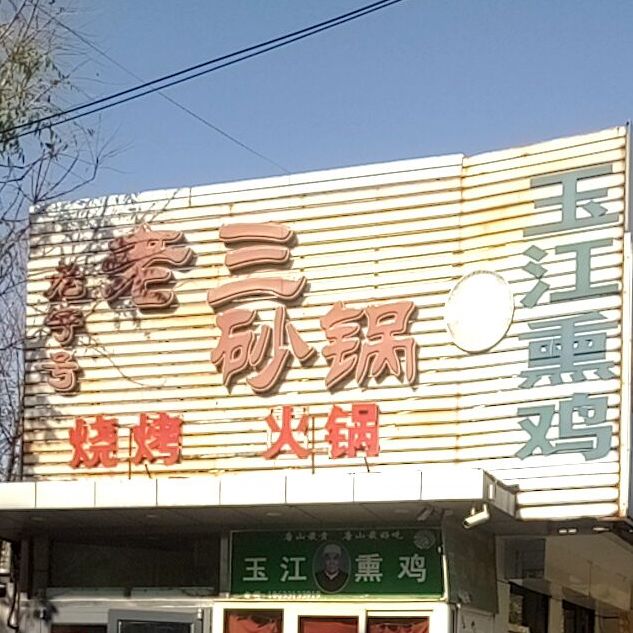 老字号
老三
砂锅
烧烤 火锅
玉江熏鸡
唐山最贵 唐山最好吃
玉江熏鸡